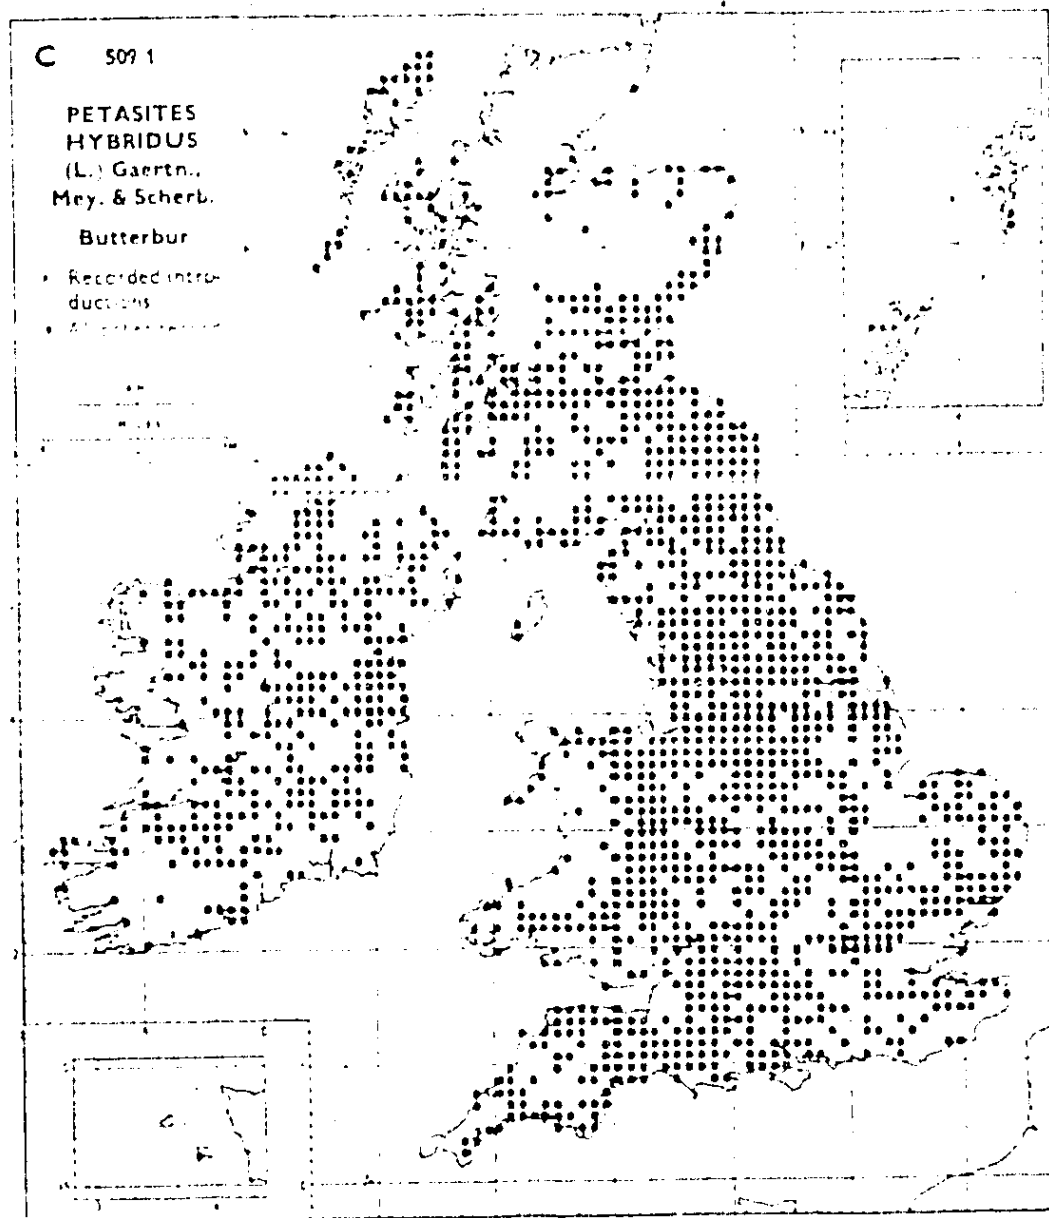 C 509 1
PETASITES
HYBRIDUS
(L.) Gaertn.,
Mey. & Scherb.
Butterbur
Recorded intro-
ductions